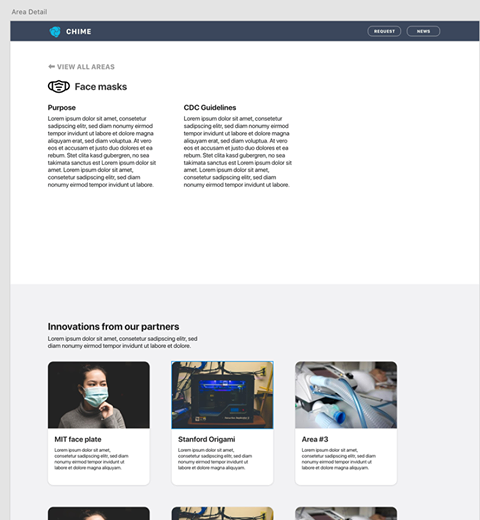 Area Detail
CHIME
REQUEST
NEWS
VIEW ALL AREAS
Face masks
Purpose
Lorem ipsum dolor sit amet, consetetur
sadipscing elitr, sed diam nonumy eirmod
tempor invidunt ut labore et dolore magna
aliquyam erat, sed diam voluptua. At vero
eos et accusam et justo duo dolores et ea
rebum. Stet clita kasd gubergren, no sea
takimata sanctus est Lorem ipsum dolor sit
amet. Lorem ipsum dolor sit amet,
consetetur sadipscing elitr, sed diam
nonumy eirmod tempor invidunt ut labore.
CDC Guidelines
Lorem ipsum dolor sit amet, consetetur
sadipscing elitr, sed diam nonumy eirmod
tempor invidunt ut labore et dolore magna
aliquyam erat, sed diam voluptua. At vero
eos et accusam et justo duo dolores et ea
rebum. Stet clita kasd gubergren, no sea
takimata sanctus est Lorem ipsum dolor sit
amet. Lorem ipsum dolor sit amet,
consetetur sadipscing elitr, sed diam
nonumy eirmod tempor invidunt ut labore.
Innovations from our partners
Lorem ipsum dolor sit amet, consetetur sadipscing elitr, sed
diam nonumy eirmod tempor invidunt ut labore et dolore.
MIT face plate
Lorem ipsum dolor sit amet,
consetetur sadipscing elitr, sed diam
nonumy eirmod tempor invidunt ut
labore et dolore magna aliquyam.
Stanford Origami
Lorem ipsum dolor sit amet,
consetetur sadipscing elitr, sed diam
nonumy eirmod tempor invidunt ut
labore et dolore magna aliquyam.
Area #3
Lorem ipsum dolor sit amet,
consetetur sadipscing elitr, sed diam
nonumy eirmod tempor invidunt ut
labore et dolore magna aliquyam.